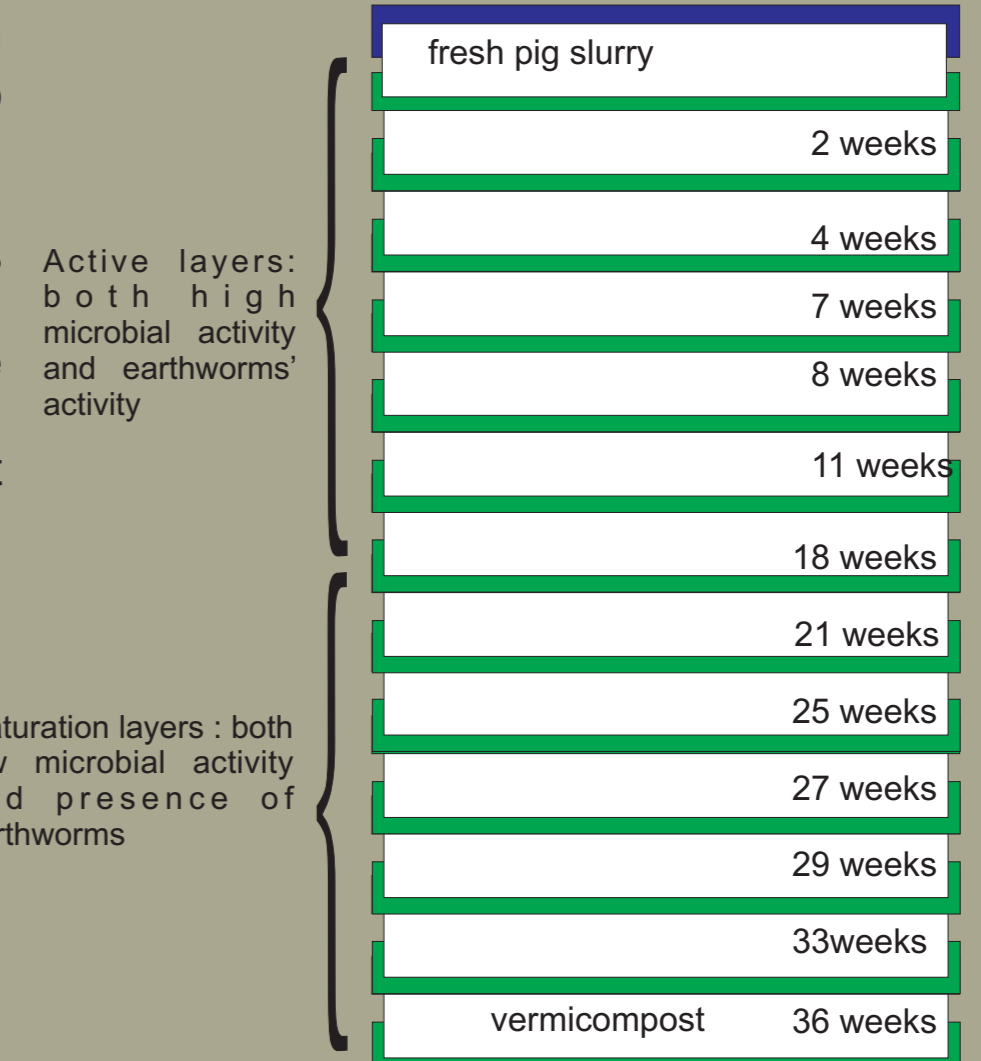 fresh pig slurry
2 weeks
4 weeks
7 weeks
8 weeks
11 weeks
18 weeks
21 weeks
25 weeks
27 weeks
29 weeks
33weeks
vermicompost 36 weeks
Active layers:
both high
microbial activity
and earthworms’
activity
layers : both
microbial activity
presence of